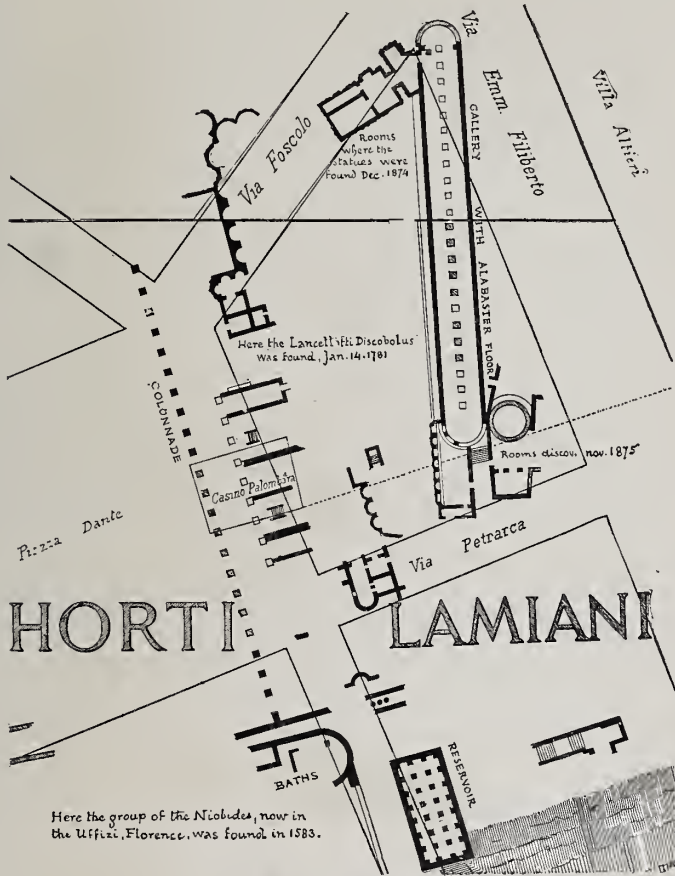 Via
Emm. Filiberto
Villa Altieri
Via Foscolo
Rooms
where the
statues were
found Dec. 1874
GALLERY WITH ALABASTER FLOOR
Here the Lancellotti Discobolus
was found, Jan. 14. 1781
COLONNADE
Casino Palombara
Rooms discov. nov. 1875
Piazza Dante
Via Petrarca
HORTI LAMIANI
RESERVOIR
BATHS
Here the group of the Niobides, now in
the Uffizi, Florence, was found in 1583.